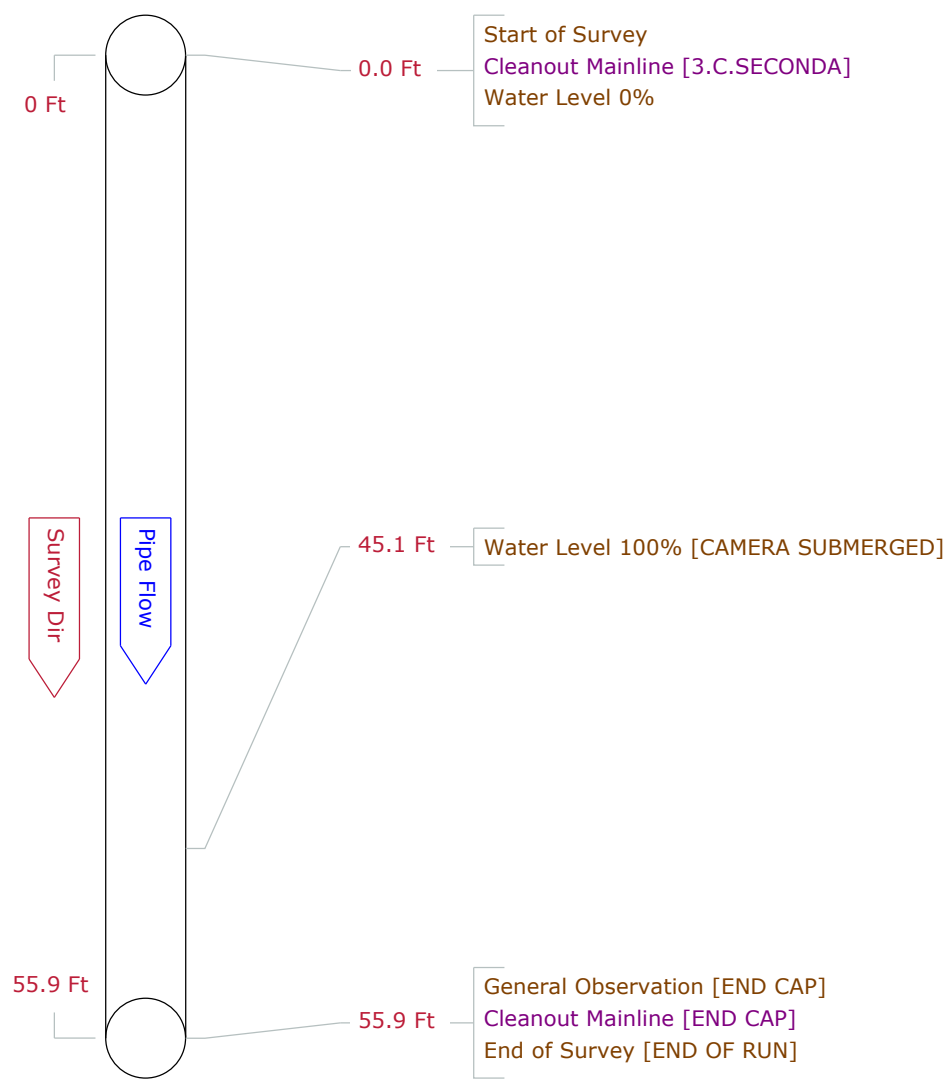 Start of Survey
0.0 Ft
Cleanout Mainline [3.C.SECONDA]
0 Ft
Water Level 0%
Survey Dir
Pipe Flow
45.1 Ft
Water Level 100% [CAMERA SUBMERGED]
55.9 Ft
General Observation [END CAP]
55.9 Ft
Cleanout Mainline [END CAP]
End of Survey [END OF RUN]